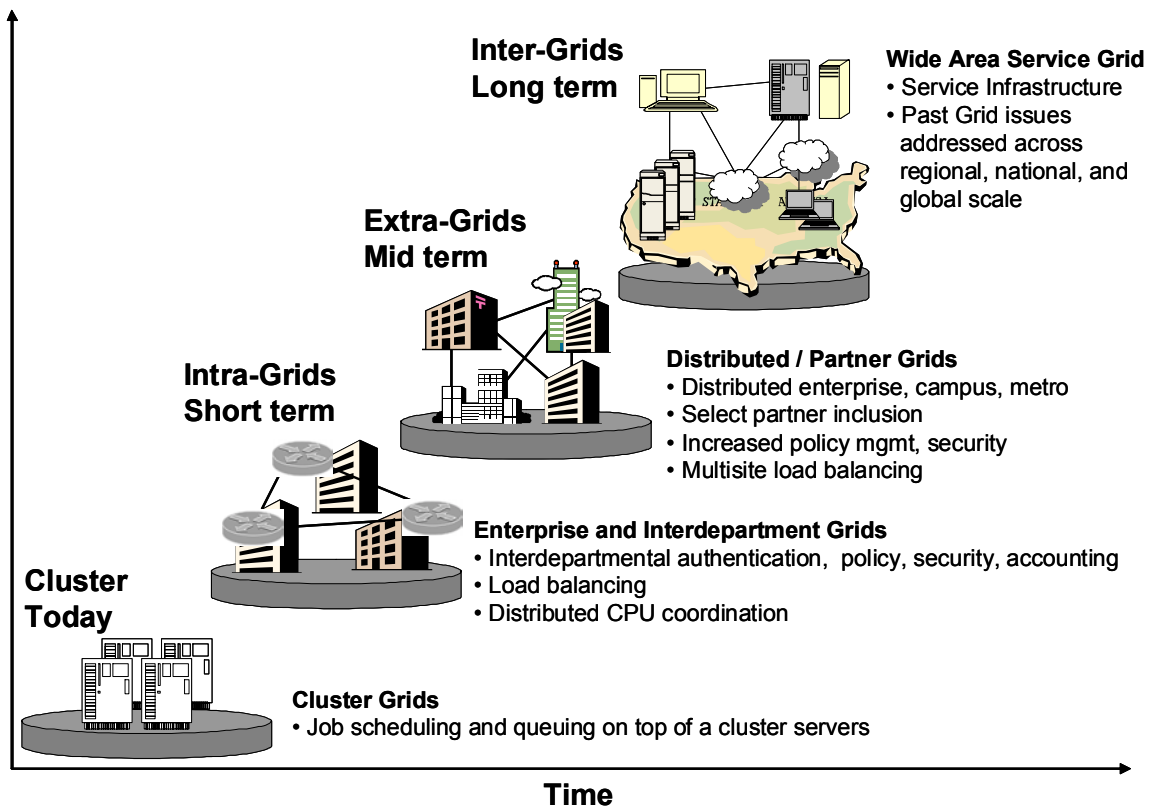 Inter-Grids
Long term
Wide Area Service Grid
• Service Infrastructure
• Past Grid issues
addressed across
regional, national, and
global scale
Extra-Grids
Mid term
Distributed / Partner Grids
• Distributed enterprise, campus, metro
• Select partner inclusion
• Increased policy mgmt, security
• Multisite load balancing
Intra-Grids
Short term
Enterprise and Interdepartment Grids
• Interdepartmental authentication, policy, security, accounting
• Load balancing
• Distributed CPU coordination
Cluster
Today
Cluster Grids
• Job scheduling and queuing on top of a cluster servers
Time